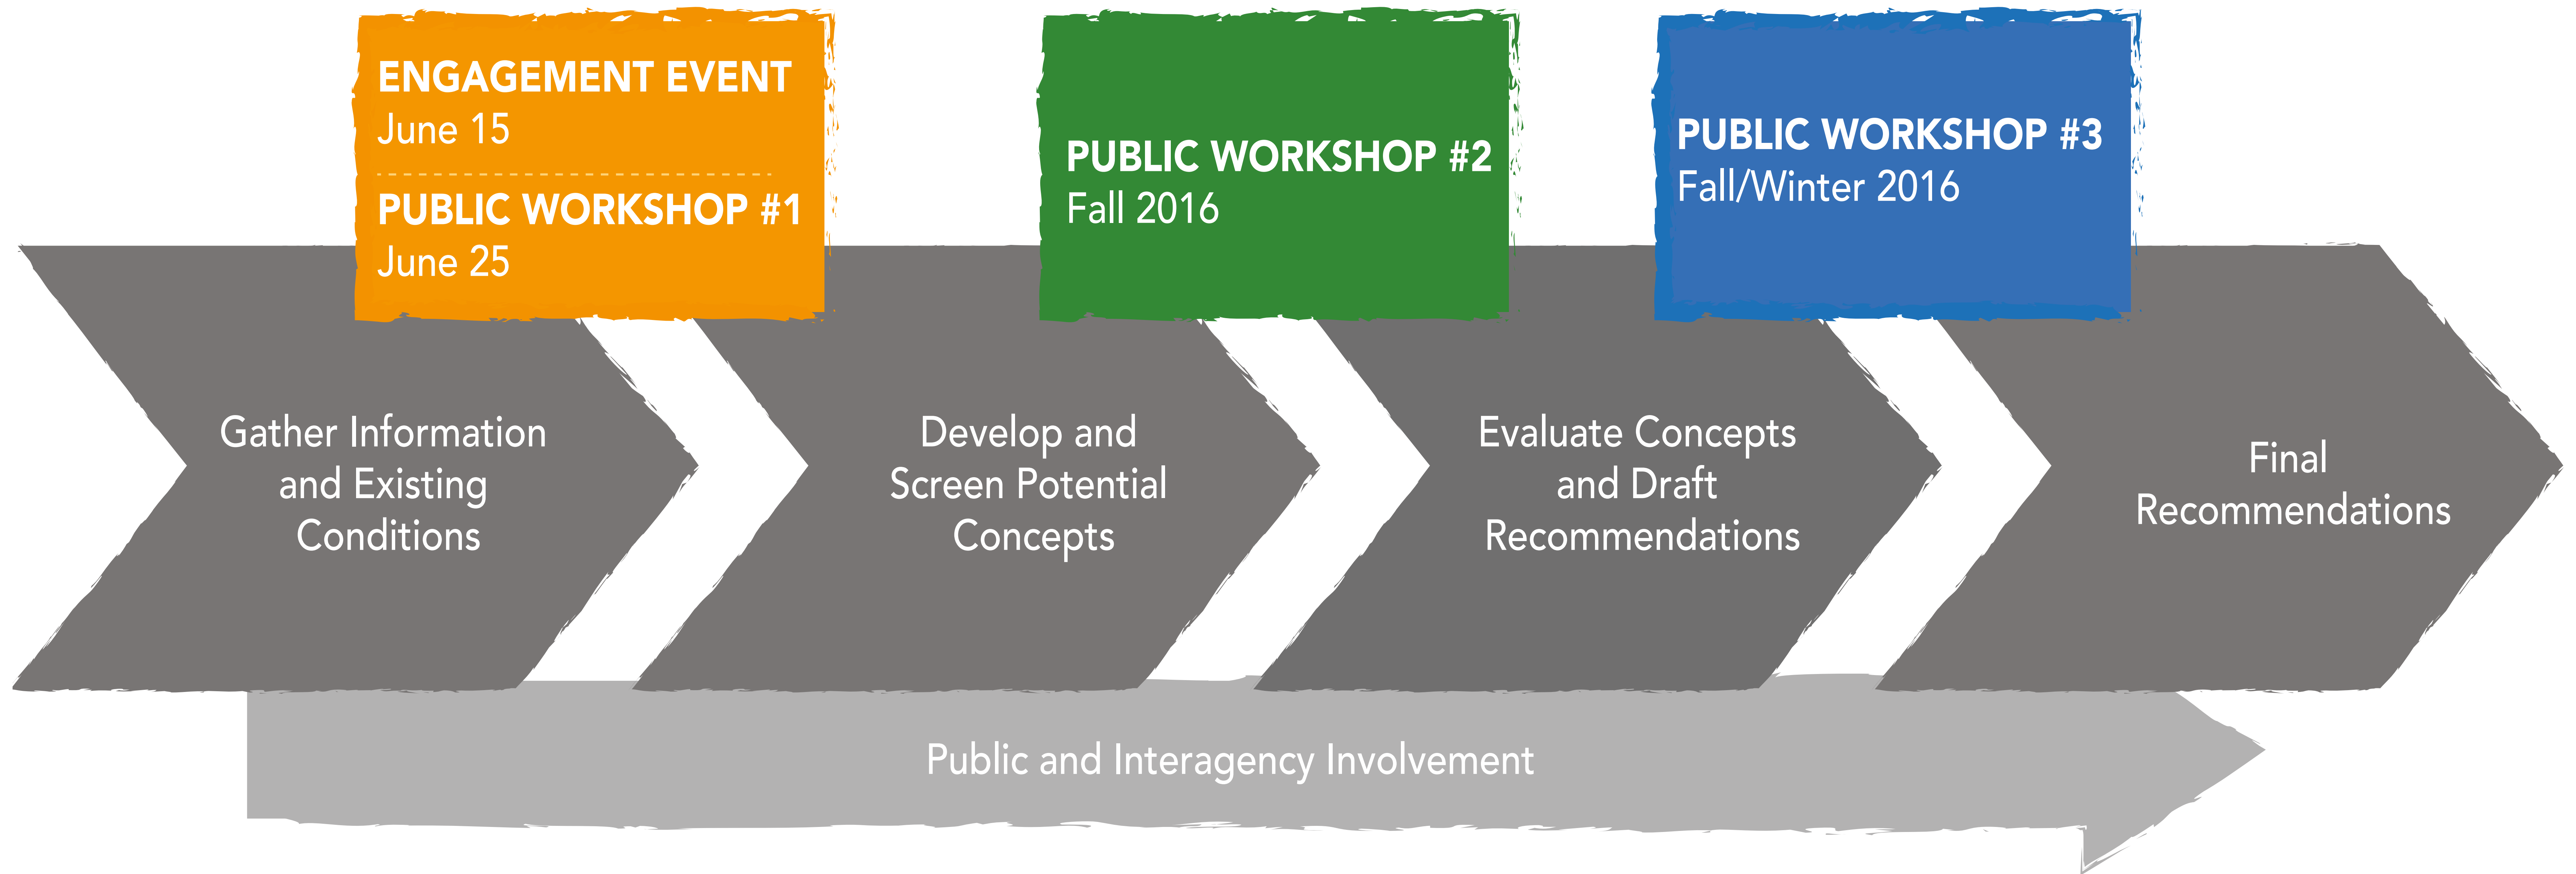 ENGAGEMENT EVENT
June 15
PUBLIC WORKSHOP #1
June 25
PUBLIC WORKSHOP #2
Fall 2016
PUBLIC WORKSHOP #3
Fall/Winter 2016
Gather Information
and Existing
Conditions
Develop and
Screen Potential
Concepts
Evaluate Concepts
and Draft
Recommendations
Final
Recommendations
Public and Interagency Involvement